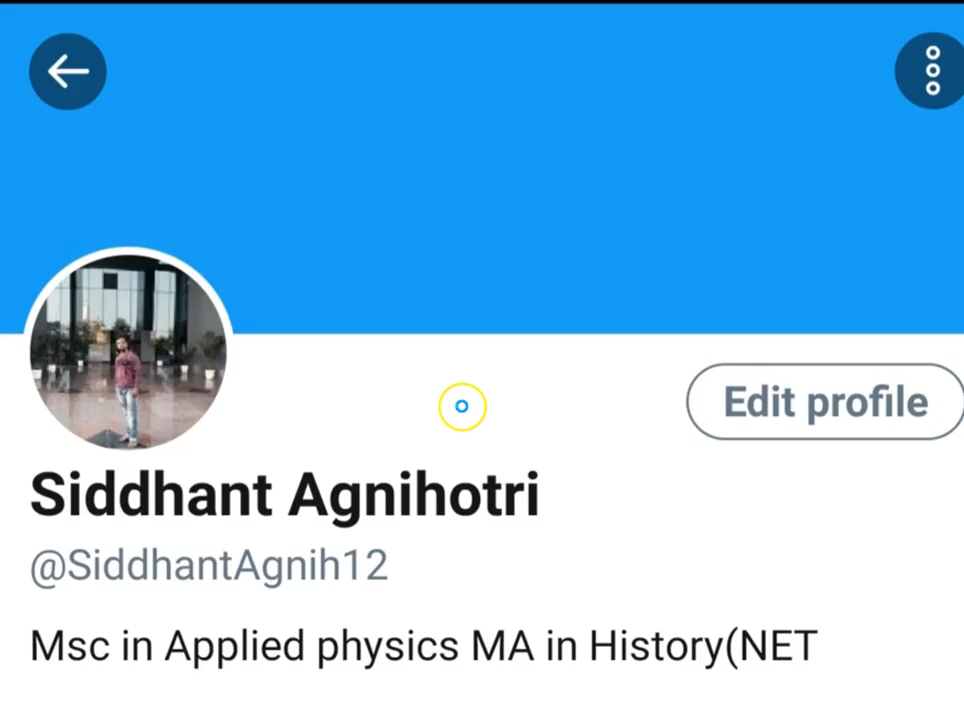 Edit profile
Siddhant Agnihotri
@SiddhantAgnih12
Msc in Applied physics MA in History(NET